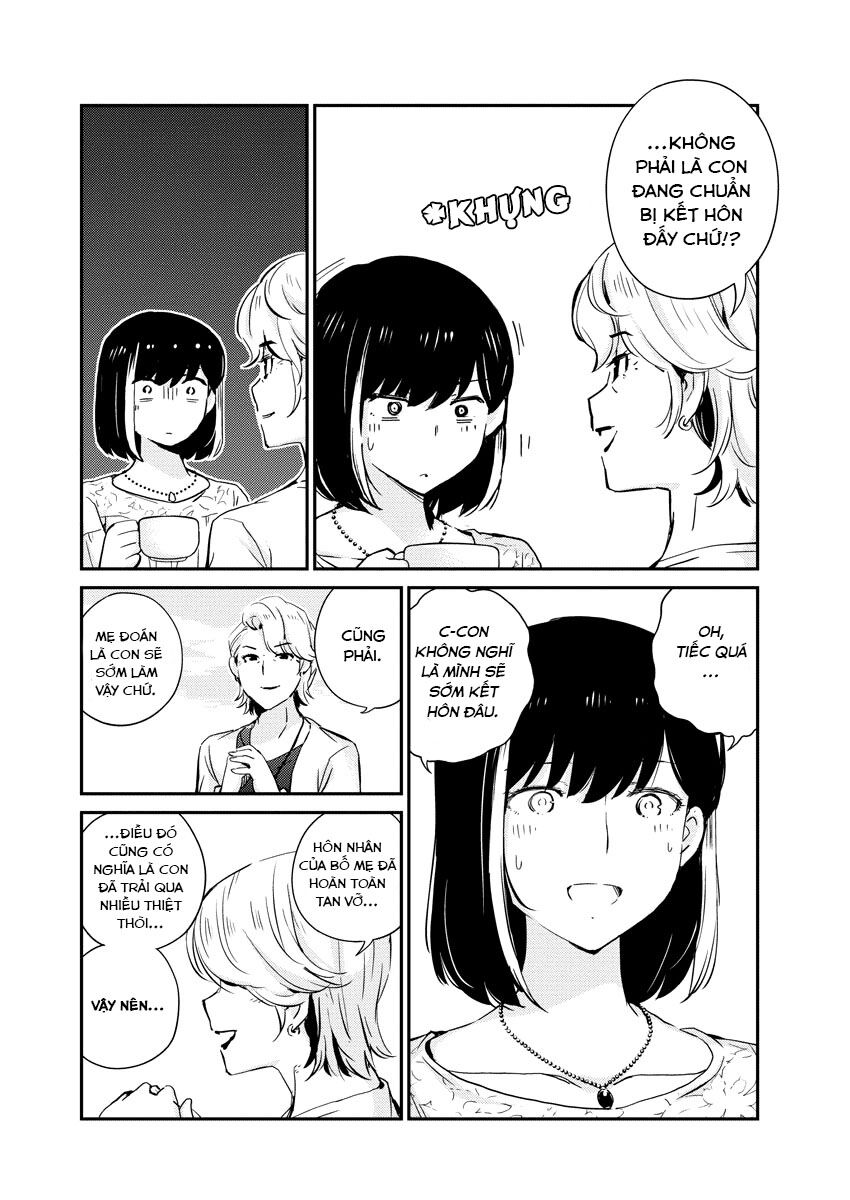 ...KHÔNG
PHẢI LÀ CON
ĐANG CHUẨN
BỊ KẾT HÔN
ĐẤY CHỨ!?
*KHỰNG
OH,
TIẾC QUÁ
...
C-CON
KHÔNG NGHĨ
LÀ MÌNH SẼ
SỚM KẾT
HÔN ĐÂU.
CŨNG
PHẢI.
MẸ ĐOÁN
LÀ CON SẼ
SỚM LÀM
VẬY CHỨ.
HÔN NHÂN
CỦA BỐ MẸ ĐÃ
HOÀN TOÀN
TAN VỠ...
...ĐIỀU ĐÓ
CŨNG CÓ
NGHĨA LÀ CON
ĐÃ TRẢI QUA
NHIỀU THIỆT
THÒI...
VẬY NÊN...